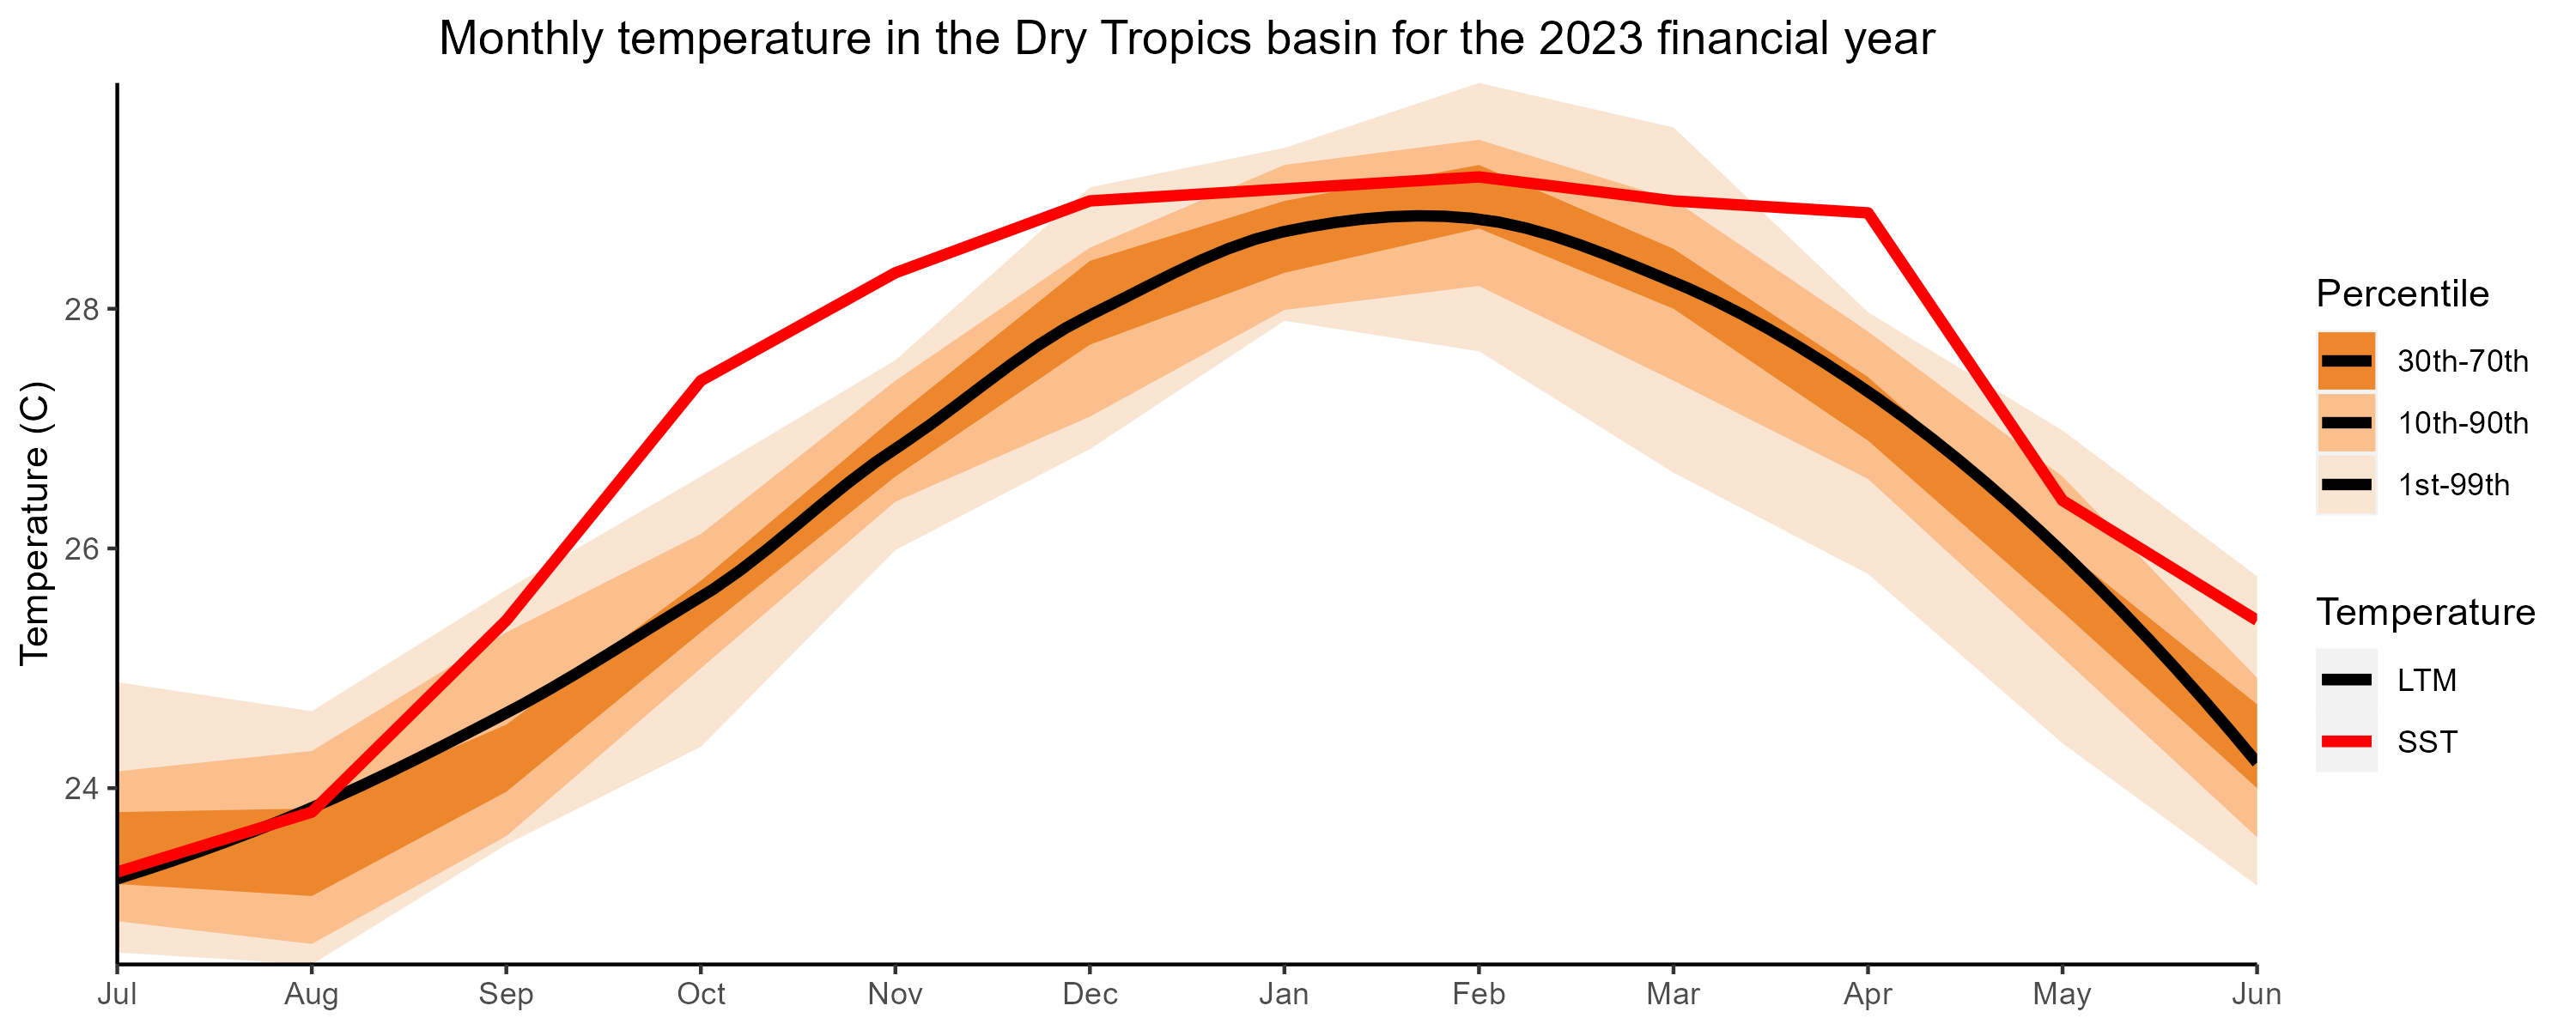 Monthly temperature in the Dry Tropics basin for the 2023 financial year
Temperature (C)
28
26
24
Jul Aug Sep Oct Nov Dec Jan Feb Mar Apr May Jun
Percentile
30th-70th
10th-90th
1st-99th
Temperature
LTM
SST